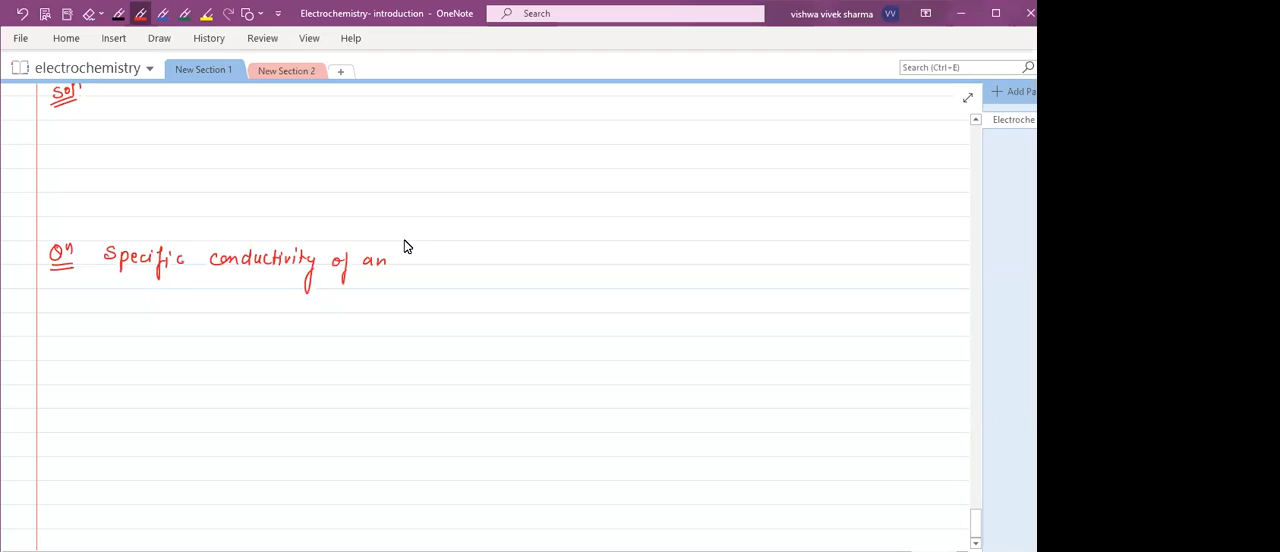 Electrochemistry- introduction - OneNote
Search
vishwa vivek sharma
VV
File Home Insert Draw History Review View Help
electrochemistry
New Section 1
New Section 2
+
Search (Ctrl+E)
Sol
Add Pa
Electroche
Qn Specific conductivity of an